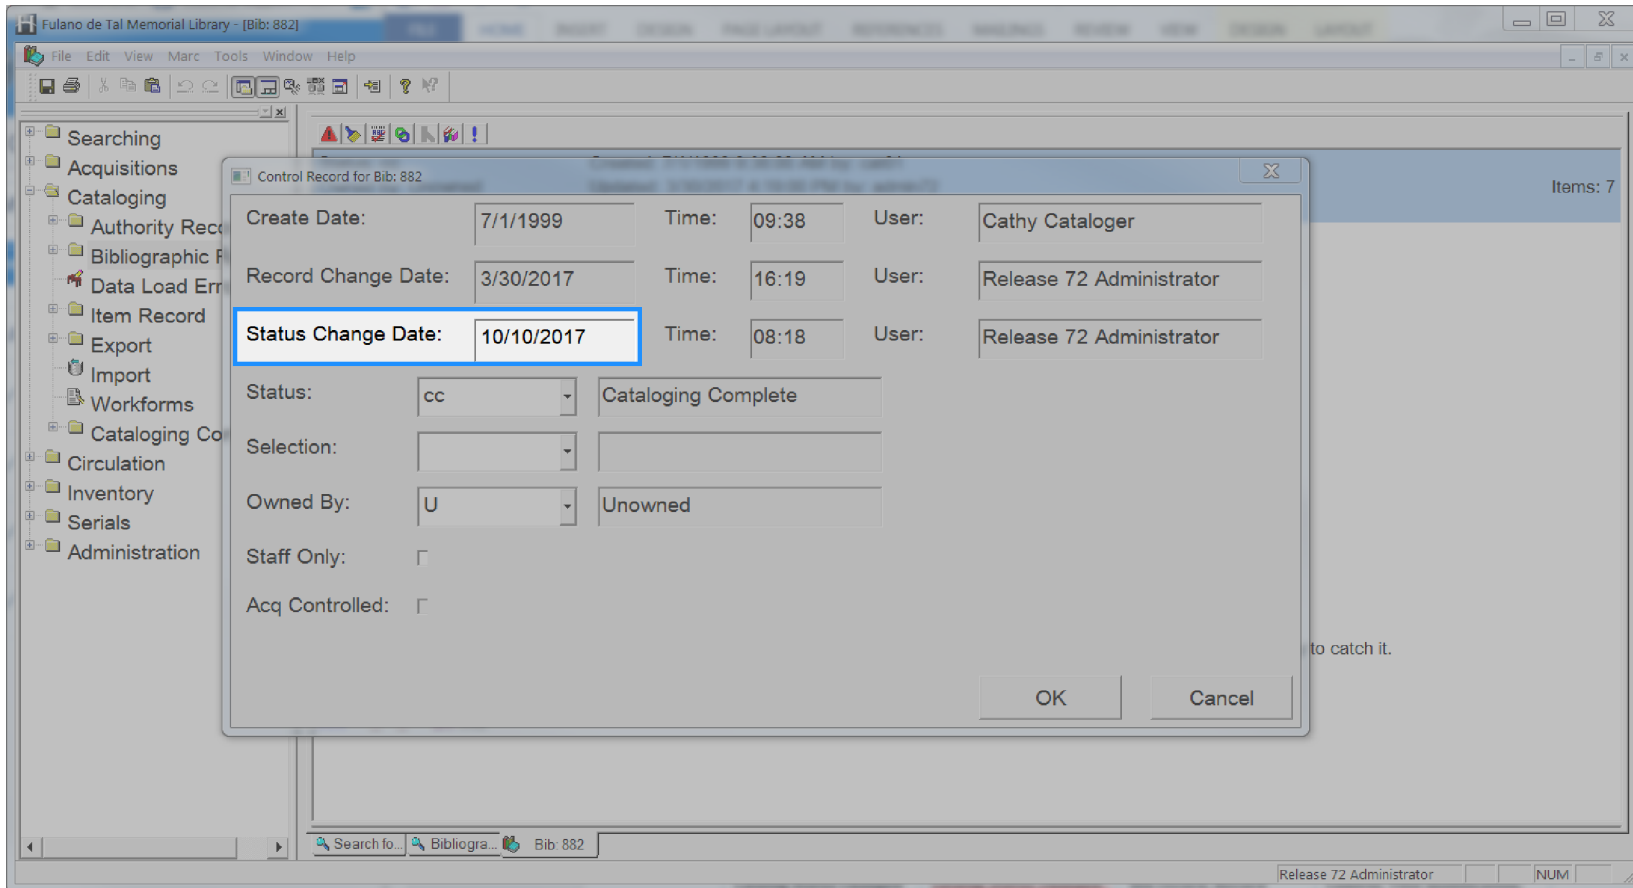 Fulano de Tal Memorial Library - [Bib: 882]
File Edit View Marc Tools Window Help
Searching
Acquisitions
Cataloging
Authority Reco
Bibliographic R
Data Load Err
Item Record
Export
Import
Workforms
Cataloging Co
Circulation
Inventory
Serials
Administration
Items: 7
Control Record for Bib: 882
Create Date: 7/1/1999 Time: 09:38 User: Cathy Cataloger
Record Change Date: 3/30/2017 Time: 16:19 User: Release 72 Administrator
Status Change Date: 10/10/2017 Time: 08:18 User: Release 72 Administrator
Status: cc Cataloging Complete
Selection:
Owned By: U Unowned
Staff Only:
Acq Controlled:
to catch it.
OK Cancel
Search fo... Bibliogra... Bib: 882
Release 72 Administrator NUM